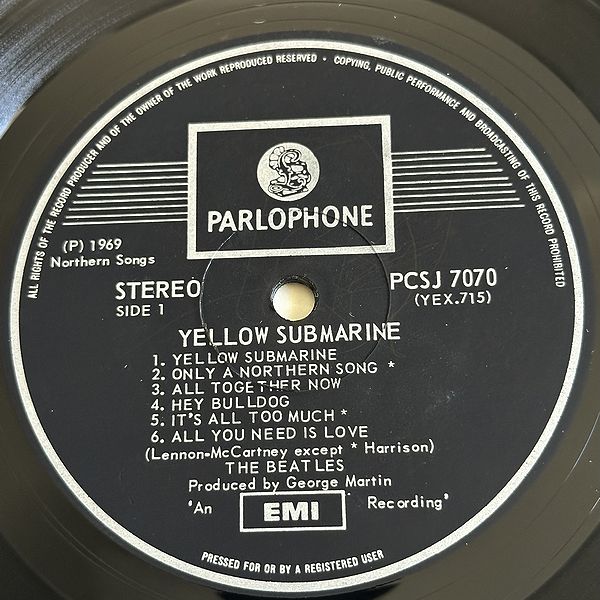 ALL RIGHTS OF THE RECORD PRODUCER AND OF THE OWNER OF THE WORK REPRODUCED RESERVED • COPYING, PUBLIC PERFORMANCE AND BROADCASTING OF THIS RECORD PROHIBITED
£
PARLOPHONE
(P) 1969
Northern Songs
STEREO
SIDE 1
PCSJ 7070
(YEX.715)
YELLOW SUBMARINE
1. YELLOW SUBMARINE
2. ONLY A NORTHERN SONG *
3. ALL TOGETHER NOW
4. HEY BULLDOG
5. IT'S ALL TOO MUCH *
6. ALL YOU NEED IS LOVE
(Lennon-McCartney except * Harrison)
THE BEATLES
Produced by George Martin
'An EMI Recording'
PRESSED FOR OR BY A REGISTERED USER